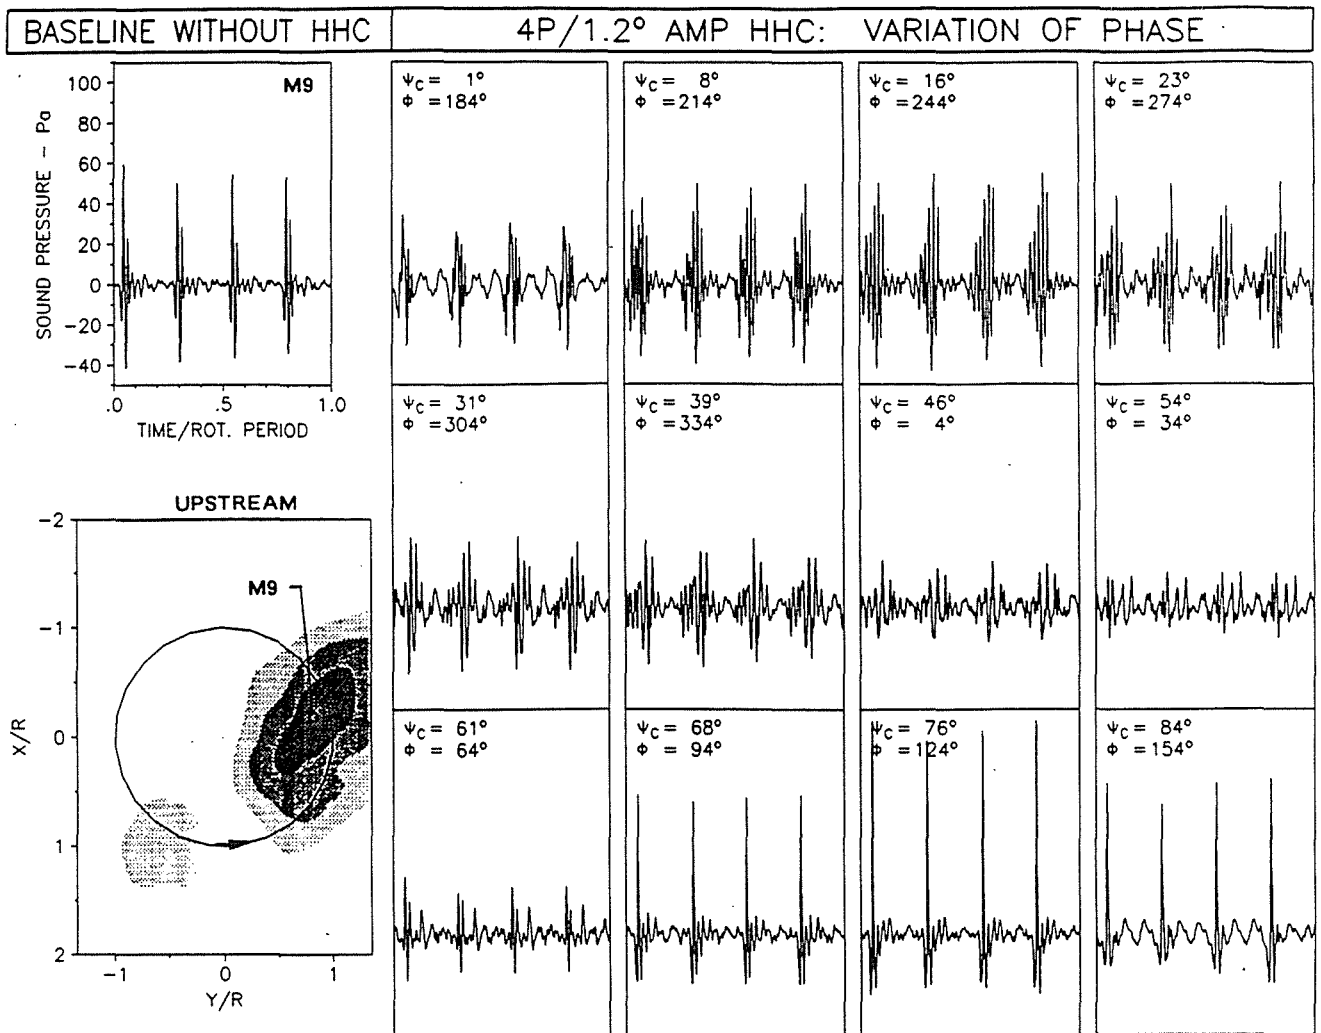 BASELINE WITHOUT HHC
4P/1.2° AMP HHC: VARIATION OF PHASE
M9
SOUND PRESSURE - Pa
100
80
60
40
20
0
-20
-40
.0 .5 1.0
TIME/ROT. PERIOD
ψC = 1°
Φ = 184°
ψC = 8°
Φ = 214°
ψC = 16°
Φ = 244°
ψC = 23°
Φ = 274°
ψC = 31°
Φ = 304°
ψC = 39°
Φ = 334°
ψC = 46°
Φ = 4°
ψC = 54°
Φ = 34°
ψC = 61°
Φ = 64°
ψC = 68°
Φ = 94°
ψC = 76°
Φ = 124°
ψC = 84°
Φ = 154°
UPSTREAM
M9
X/R
-2
-1
0
1
2
-1 0 1
Y/R